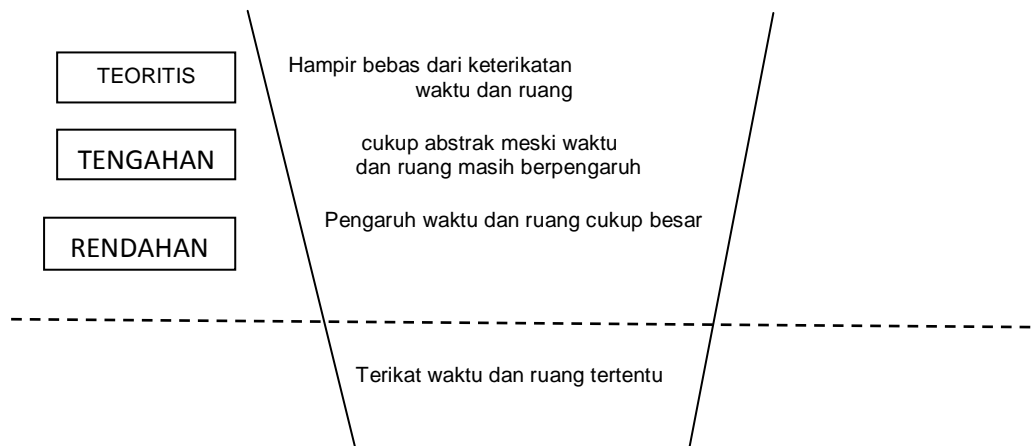 TEORITIS
Hampir bebas dari keterikatan
waktu dan ruang
TENGAHAN
cukup abstrak meski waktu
dan ruang masih berpengaruh
RENDAHAN
Pengaruh waktu dan ruang cukup besar
Terikat waktu dan ruang tertentu